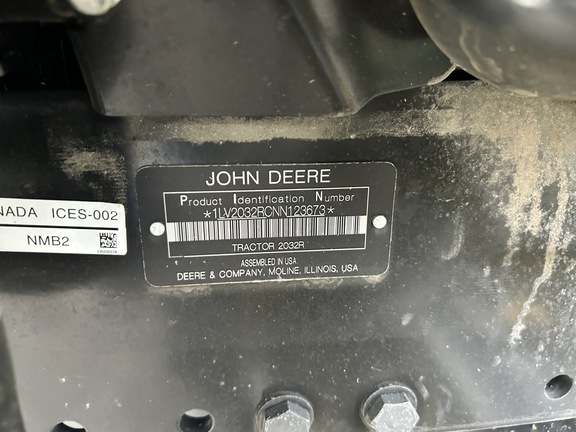 JOHN DEERE
Product Identification Number
*1LV2032RCNN123673*
TRACTOR 2032R
ASSEMBLED IN USA
DEERE & COMPANY, MOLINE, ILLINOIS, USA
NADA ICES-002
NMB2